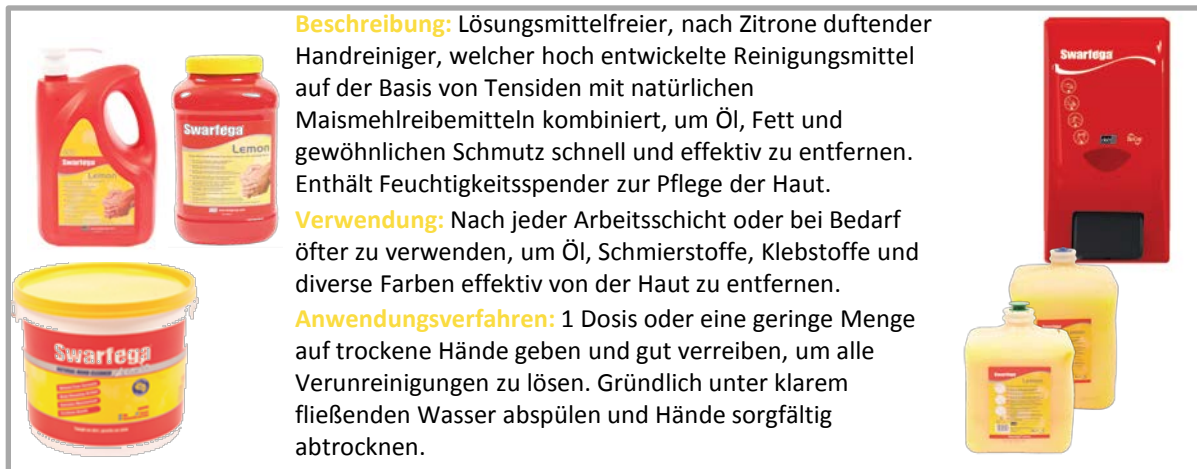 Beschreibung: Lösungsmittelfreier, nach Zitrone duftender
Handreiniger, welcher hoch entwickelte Reinigungsmittel
auf der Basis von Tensiden mit natürlichen
Maismehlreibemitteln kombiniert, um Öl, Fett und
gewöhnlichen Schmutz schnell und effektiv zu entfernen.
Enthält Feuchtigkeitsspender zur Pflege der Haut.
Verwendung: Nach jeder Arbeitsschicht oder bei Bedarf
öfter zu verwenden, um Öl, Schmierstoffe, Klebstoffe und
diverse Farben effektiv von der Haut zu entfernen.
Anwendungsverfahren: 1 Dosis oder eine geringe Menge
auf trockene Hände geben und gut verreiben, um alle
Verunreinigungen zu lösen. Gründlich unter klarem
fließenden Wasser abspülen und Hände sorgfältig
abtrocknen.
Swarfega
Lemon
Swarfega
Lemon
Swarfega
Swarfega
Swarfega
Lemon